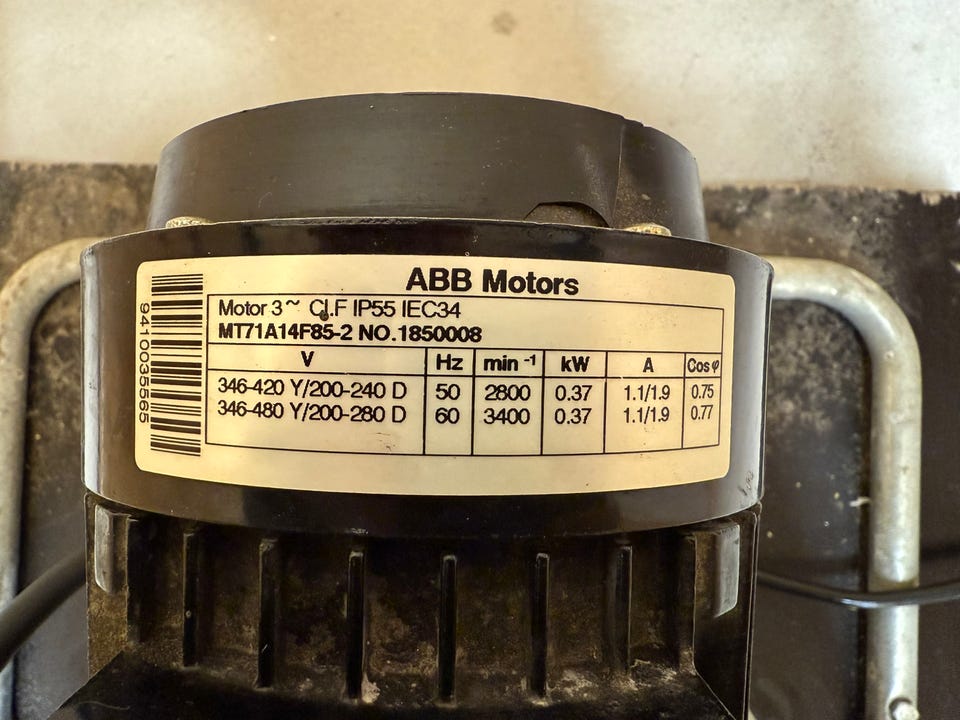 ABB Motors
Motor 3~ Cl.F IP55 IEC34
MT71A14F85-2 NO.1850008
V Hz min⁻¹ kW A Cos φ
346-420 Y/200-240 D 50 2800 0.37 1.1/1.9 0.75
346-480 Y/200-280 D 60 3400 0.37 1.1/1.9 0.77
9410035565